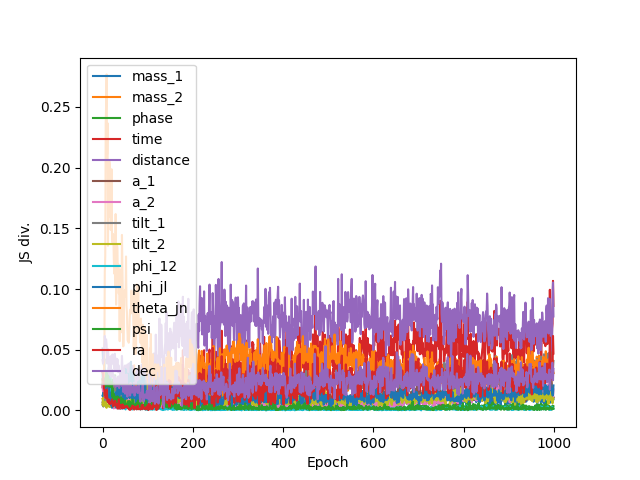 0.25
0.20
0.15
0.10
0.05
0.00
JS div.
mass_1
mass_2
phase
time
distance
a_1
a_2
tilt_1
tilt_2
phi_12
phi_jl
theta_jn
psi
ra
dec
0 200 400 600 800 1000
Epoch